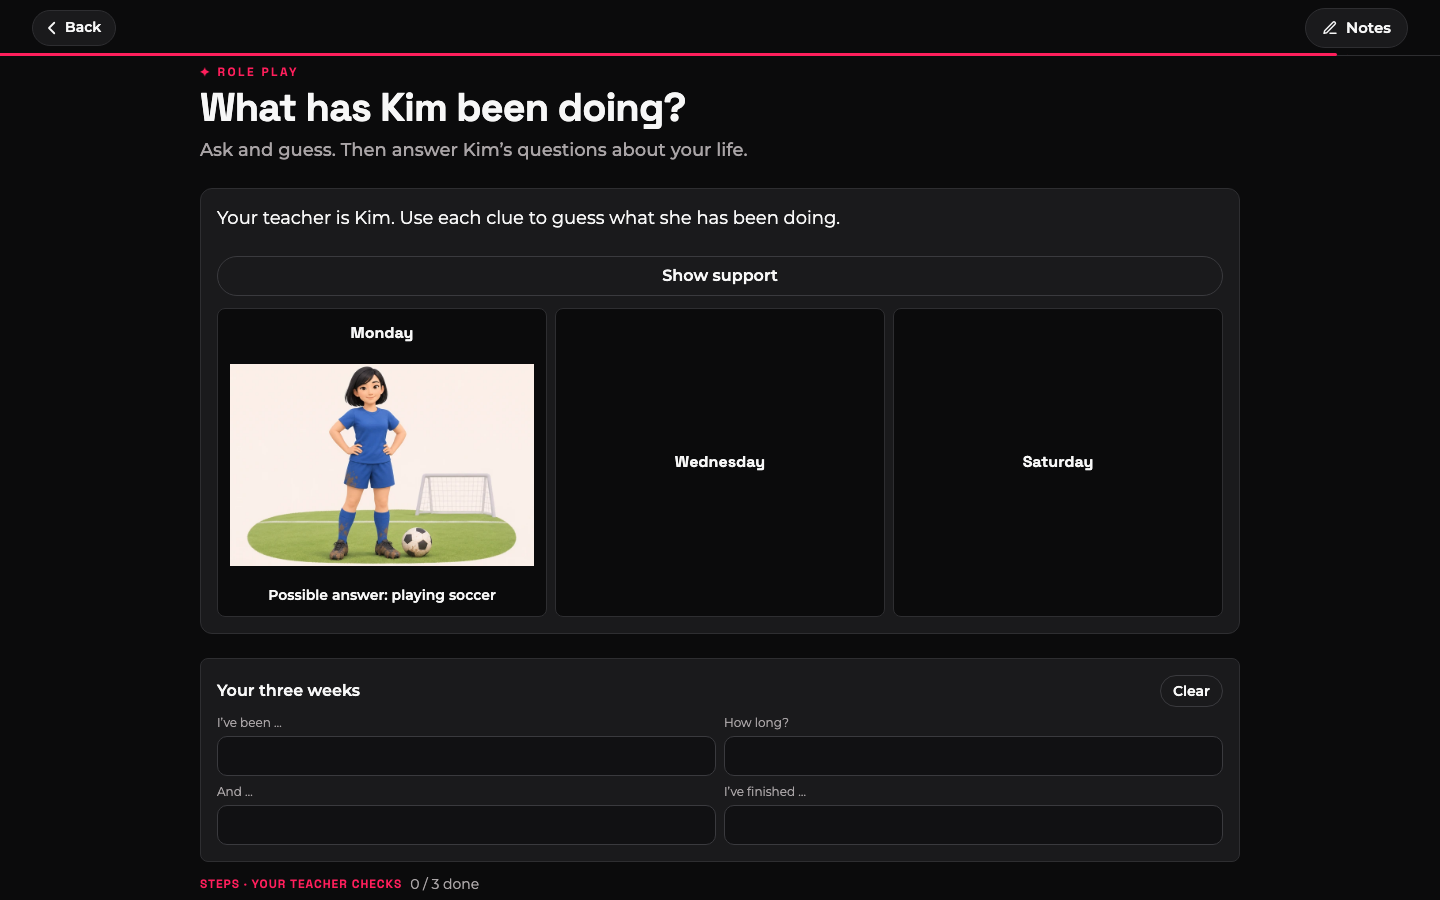 Back
Notes
ROLE PLAY
What has Kim been doing?
Ask and guess. Then answer Kim's questions about your life.
Your teacher is Kim. Use each clue to guess what she has been doing.
Show support
Monday
Possible answer: playing soccer
Wednesday
Saturday
Your three weeks
Clear
I've been ...
How long?
And ...
I've finished ...
STEPS · YOUR TEACHER CHECKS 0 / 3 done